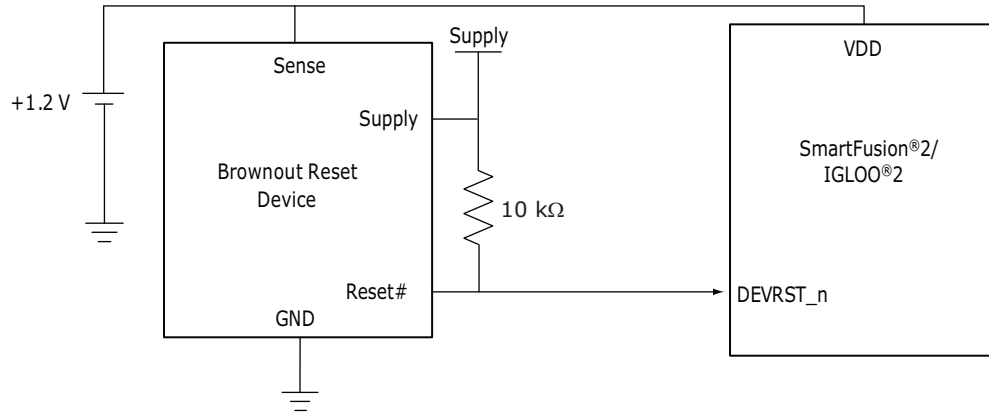 Supply
Sense
VDD
+1.2 V
Supply
SmartFusion®2/
IGLOO®2
Brownout Reset
Device
10 kΩ
Reset#
DEVRST_n
GND